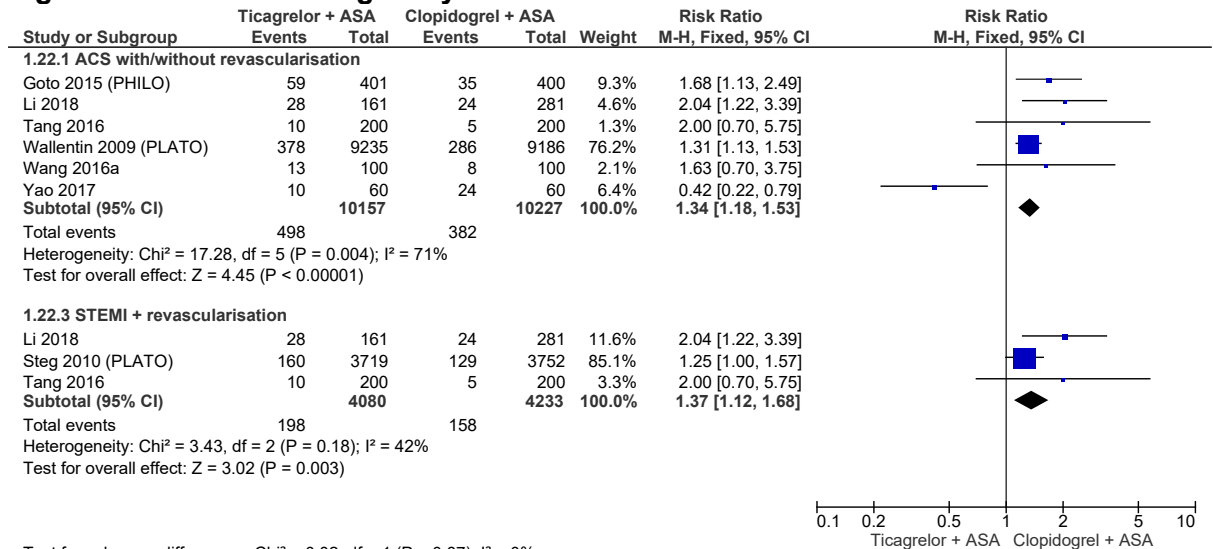 Ticagrelor + ASA Clopidogrel + ASA Risk Ratio Risk Ratio
Study or Subgroup Events Total Events Total Weight M-H, Fixed, 95% CI M-H, Fixed, 95% CI
1.22.1 ACS with/without revascularisation
Goto 2015 (PHILO) 59 401 35 400 9.3% 1.68 [1.13, 2.49]
Li 2018 28 161 24 281 4.6% 2.04 [1.22, 3.39]
Tang 2016 10 200 5 200 1.3% 2.00 [0.70, 5.75]
Wallentin 2009 (PLATO) 378 9235 286 9186 76.2% 1.31 [1.13, 1.53]
Wang 2016a 13 100 8 100 2.1% 1.63 [0.70, 3.75]
Yao 2017 10 60 24 60 6.4% 0.42 [0.22, 0.79]
Subtotal (95% CI) 10157 10227 100.0% 1.34 [1.18, 1.53]
Total events 498 382
Heterogeneity: Chi² = 17.28, df = 5 (P = 0.004); I² = 71%
Test for overall effect: Z = 4.45 (P < 0.00001)
1.22.3 STEMI + revascularisation
Li 2018 28 161 24 281 11.6% 2.04 [1.22, 3.39]
Steg 2010 (PLATO) 160 3719 129 3752 85.1% 1.25 [1.00, 1.57]
Tang 2016 10 200 5 200 3.3% 2.00 [0.70, 5.75]
Subtotal (95% CI) 4080 4233 100.0% 1.37 [1.12, 1.68]
Total events 198 158
Heterogeneity: Chi² = 3.43, df = 2 (P = 0.18); I² = 42%
Test for overall effect: Z = 3.02 (P = 0.003)
0.1 0.2 0.5 1 2 5 10
Ticagrelor + ASA Clopidogrel + ASA